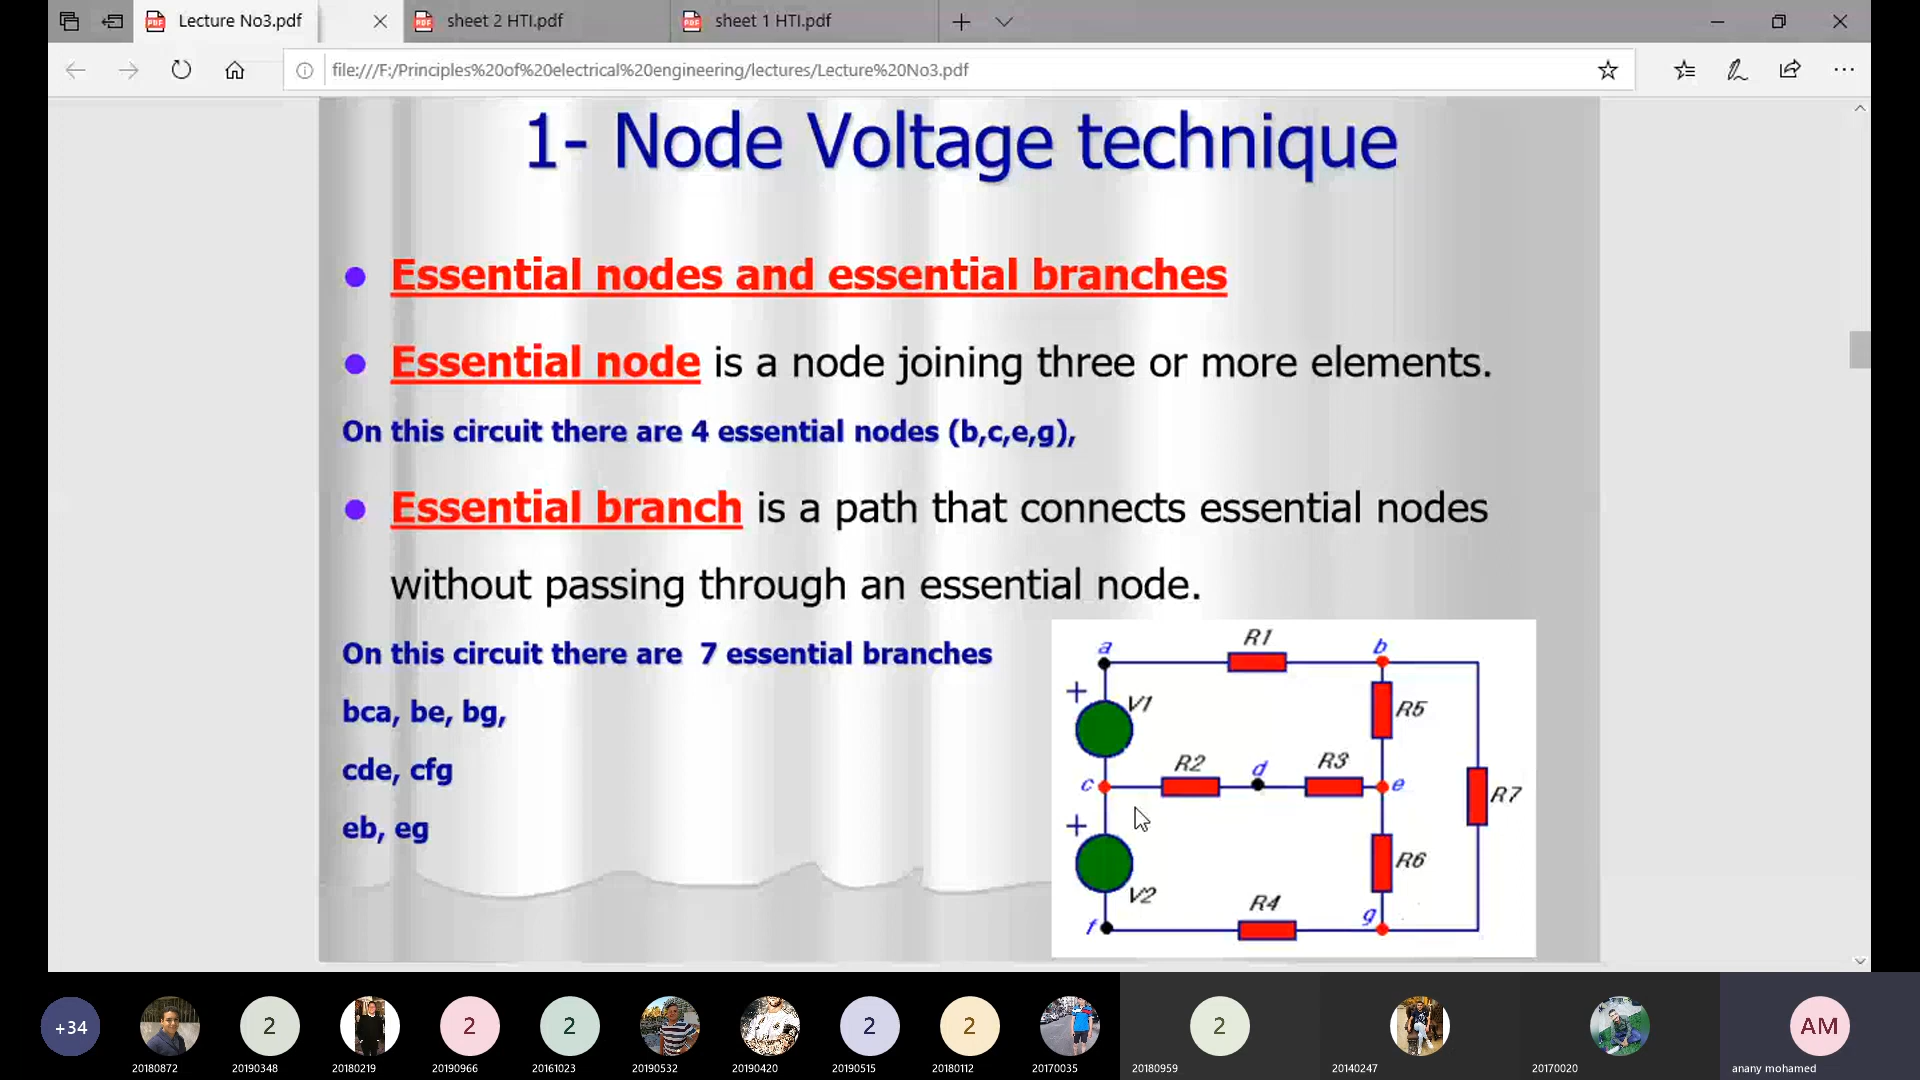 Lecture No3.pdf
sheet 2 HTI.pdf
sheet 1 HTI.pdf
file:///F:/Principles%20of%20electrical%20engineering/lectures/Lecture%20No3.pdf
1- Node Voltage technique
Essential nodes and essential branches
Essential node is a node joining three or more elements.
On this circuit there are 4 essential nodes (b,c,e,g),
Essential branch is a path that connects essential nodes
without passing through an essential node.
On this circuit there are 7 essential branches
bca, be, bg,
cde, cfg
eb, eg
a R1 b
+ V1 R5
c R2 d R3 e R7
+ V2 R6
f R4 g
+34 2 2 2 2 2 2 AM
20180872 20190348 20180219 20190966 20161023 20190532 20190420 20190515 20180112 20170035 20180959 20140247 20170020 anany mohamed